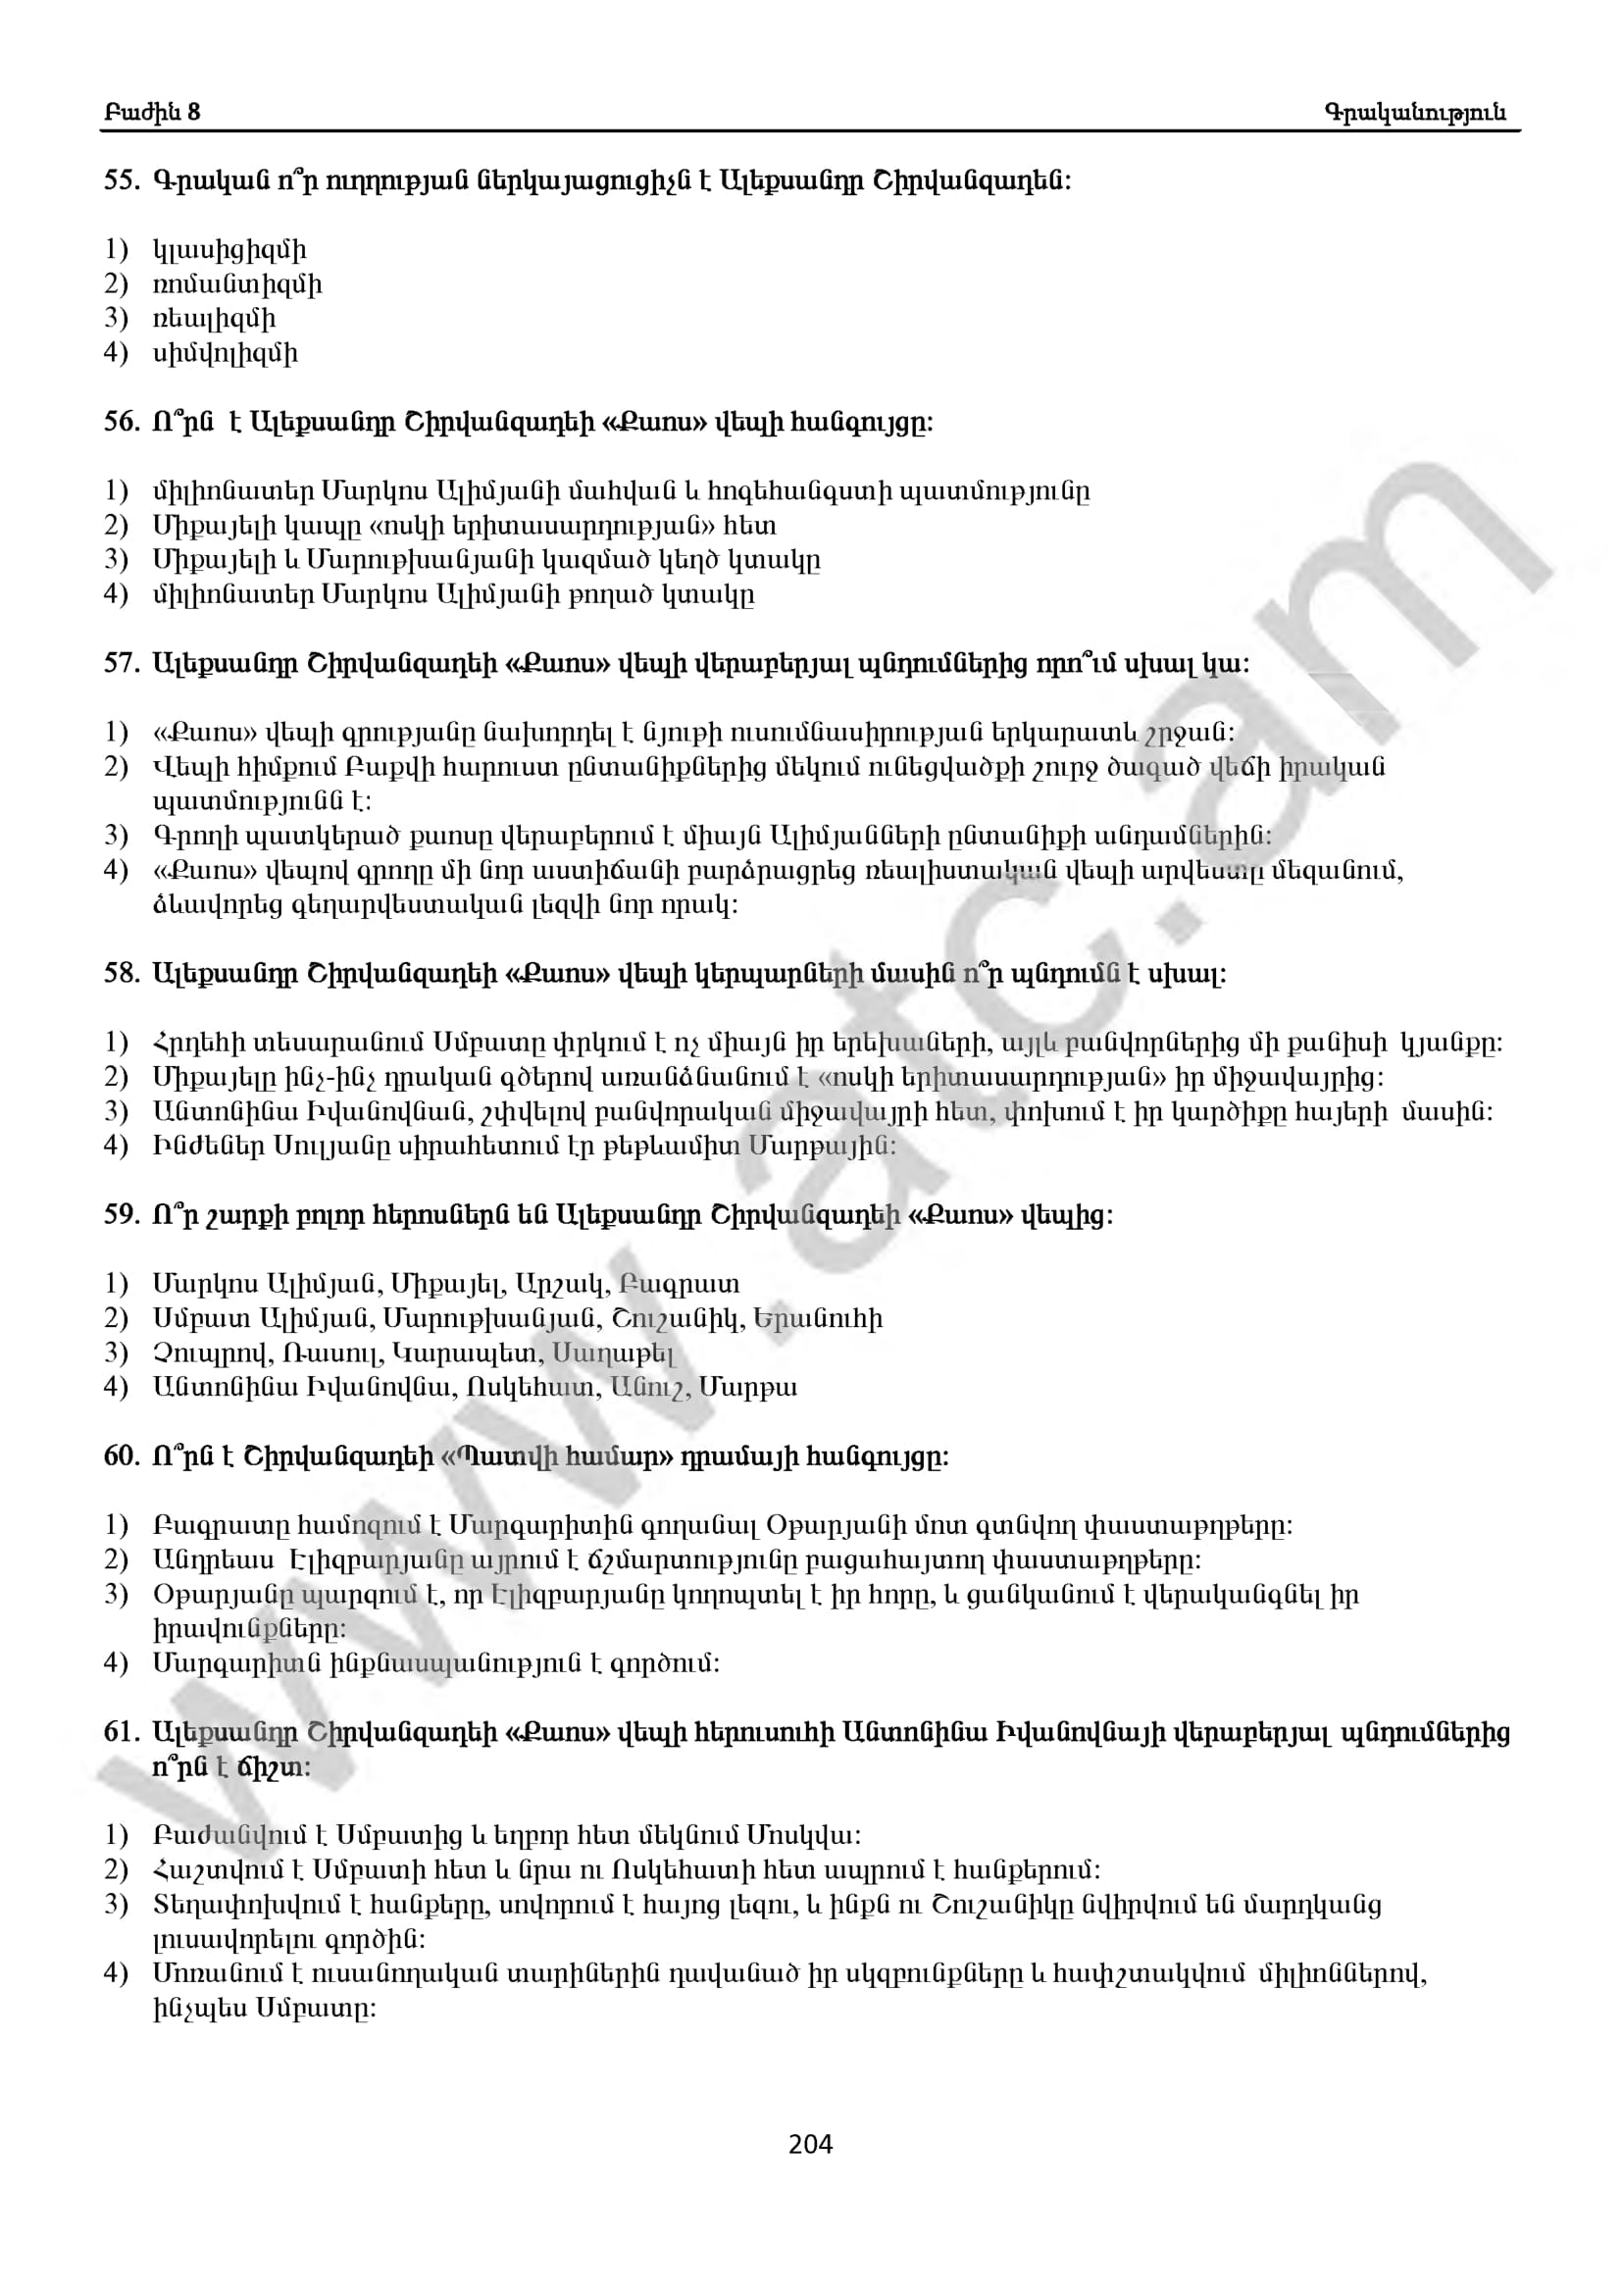 Բաժին 8 Գրականություն
55. Գրական ո՞ր ուղղության ներկայացուցիչն է Ալեքսանդր Շիրվանզադեն:
1) կլասիցիզմի
2) ռոմանտիզմի
3) ռեալիզմի
4) սիմվոլիզմի
56. Ո՞րն է Ալեքսանդր Շիրվանզադեի «Քաոս» վեպի հանգույցը:
1) միլիոնատեր Մարկոս Ալիմյանի մահվան և հոգեհանգստի պատմությունը
2) Միքայելի կապը «ոսկի երիտասարդության» հետ
3) Միքայելի և Մարութխանյանի կազմած կեղծ կտակը
4) միլիոնատեր Մարկոս Ալիմյանի թողած կտակը
57. Ալեքսանդր Շիրվանզադեի «Քաոս» վեպի վերաբերյալ պնդումներից որո՞ւմ սխալ կա:
1) «Քաոս» վեպի գրությանը նախորդել է նյութի ուսումնասիրության երկարատև շրջան:
2) Վեպի հիմքում Բաքվի հարուստ ընտանիքներից մեկում ունեցվածքի շուրջ ծագած վեճի իրական
պատմությունն է:
3) Գրողի պատկերած քաոսը վերաբերում է միայն Ալիմյանների ընտանիքի անդամներին:
4) «Քաոս» վեպով գրողը մի նոր աստիճանի բարձրացրեց ռեալիստական վեպի արվեստը մեզանում,
ձևավորեց գեղարվեստական լեզվի նոր որակ:
58. Ալեքսանդր Շիրվանզադեի «Քաոս» վեպի կերպարների մասին ո՞ր պնդումն է սխալ:
1) Հրդեհի տեսարանում Սմբատը փրկում է ոչ միայն իր երեխաների, այլև բանվորներից մի քանիսի կյանքը:
2) Միքայելը ինչ-ինչ դրական գծերով առանձնանում է «ոսկի երիտասարդության» իր միջավայրից:
3) Անտոնինա Իվանովնան, շփվելով բանվորական միջավայրի հետ, փոխում է իր կարծիքը հայերի մասին:
4) Ինժեներ Սուլյանը սիրահետում էր թեթևամիտ Մարթային:
59. Ո՞ր շարքի բոլոր հերոսներն են Ալեքսանդր Շիրվանզադեի «Քաոս» վեպից:
1) Մարկոս Ալիմյան, Միքայել, Արշակ, Բագրատ
2) Սմբատ Ալիմյան, Մարութխանյան, Շուշանիկ, Երանուհի
3) Չուպրով, Ռասուլ, Կարապետ, Սաղաթել
4) Անտոնինա Իվանովնա, Ոսկեհատ, Անուշ, Մարթա
60. Ո՞րն է Շիրվանզադեի «Պատվի համար» դրամայի հանգույցը:
1) Բագրատը համոզում է Մարգարիտին գողանալ Օթարյանի մոտ գտնվող փաստաթղթերը:
2) Անդրեաս Էլիզբարյանը այրում է ճշմարտությունը բացահայտող փաստաթղթերը:
3) Օթարյանը պարզում է, որ Էլիզբարյանը կողոպտել է իր հորը, և ցանկանում է վերականգնել իր
իրավունքները:
4) Մարգարիտն ինքնասպանություն է գործում:
61. Ալեքսանդր Շիրվանզադեի «Քաոս» վեպի հերոսուհի Անտոնինա Իվանովնայի վերաբերյալ պնդումներից
ո՞րն է ճիշտ:
1) Բաժանվում է Սմբատից և եղբոր հետ մեկնում Մոսկվա:
2) Հաշտվում է Սմբատի հետ և նրա ու Ոսկեհատի հետ ապրում է հանքերում:
3) Տեղափոխվում է հանքերը, սովորում է հայոց լեզու, և ինքն ու Շուշանիկը նվիրվում են մարդկանց
լուսավորելու գործին:
4) Մոռանում է ուսանողական տարիներին դավանած իր սկզբունքները և հափշտակվում միլիոններով,
ինչպես Սմբատը:
204
www.atc.am